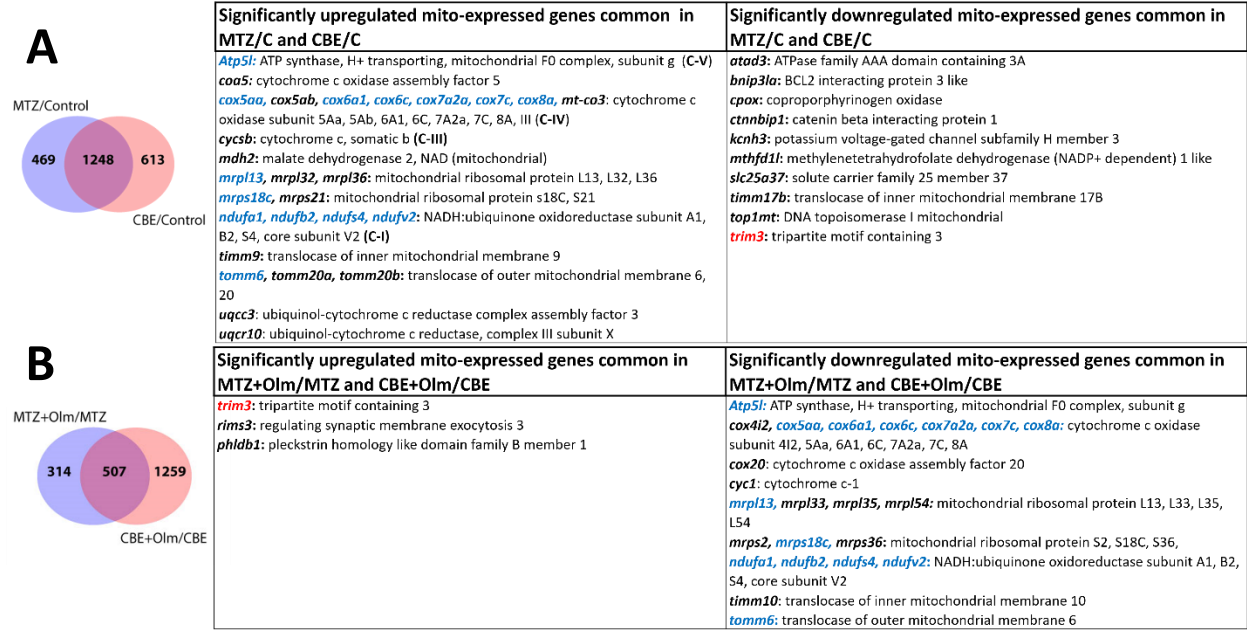 A
MTZ/Control
469
1248
613
CBE/Control
Significantly upregulated mito-expressed genes common in
MTZ/C and CBE/C
Atp5l: ATP synthase, H+ transporting, mitochondrial F0 complex, subunit g (C-V)
coa5: cytochrome c oxidase assembly factor 5
cox5aa, cox5ab, cox6a1, cox6c, cox7a2a, cox7c, cox8a, mt-co3: cytochrome c
oxidase subunit 5Aa, 5Ab, 6A1, 6C, 7A2a, 7C, 8A, III (C-IV)
cycsb: cytochrome c, somatic b (C-III)
mdh2: malate dehydrogenase 2, NAD (mitochondrial)
mrpl13, mrpl32, mrpl36: mitochondrial ribosomal protein L13, L32, L36
mrps18c, mrps21: mitochondrial ribosomal protein s18C, S21
ndufa1, ndufb2, ndufs4, ndufv2: NADH:ubiquinone oxidoreductase subunit A1,
B2, S4, core subunit V2 (C-I)
timm9: translocase of inner mitochondrial membrane 9
tomm6, tomm20a, tomm20b: translocase of outer mitochondrial membrane 6,
20
uqcc3: ubiquinol-cytochrome c reductase complex assembly factor 3
uqcr10: ubiquinol-cytochrome c reductase, complex III subunit X
Significantly downregulated mito-expressed genes common in
MTZ/C and CBE/C
atad3: ATPase family AAA domain containing 3A
bnip3la: BCL2 interacting protein 3 like
cpox: coproporphyrinogen oxidase
ctnnbip1: catenin beta interacting protein 1
kcnh3: potassium voltage-gated channel subfamily H member 3
mthfd1l: methylenetetrahydrofolate dehydrogenase (NADP+ dependent) 1 like
slc25a37: solute carrier family 25 member 37
timm17b: translocase of inner mitochondrial membrane 17B
top1mt: DNA topoisomerase I mitochondrial
trim3: tripartite motif containing 3
B
MTZ+Olm/MTZ
314
507
1259
CBE+Olm/CBE
Significantly upregulated mito-expressed genes common in
MTZ+Olm/MTZ and CBE+Olm/CBE
trim3: tripartite motif containing 3
rims3: regulating synaptic membrane exocytosis 3
phldb1: pleckstrin homology like domain family B member 1
Significantly downregulated mito-expressed genes common in
MTZ+Olm/MTZ and CBE+Olm/CBE
Atp5l: ATP synthase, H+ transporting, mitochondrial F0 complex, subunit g
cox4i2, cox5aa, cox6a1, cox6c, cox7a2a, cox7c, cox8a: cytochrome c oxidase
subunit 4I2, 5Aa, 6A1, 6C, 7A2a, 7C, 8A
cox20: cytochrome c oxidase assembly factor 20
cyc1: cytochrome c-1
mrpl13, mrpl33, mrpl35, mrpl54: mitochondrial ribosomal protein L13, L33, L35,
L54
mrps2, mrps18c, mrps36: mitochondrial ribosomal protein S2, S18C, S36,
ndufa1, ndufb2, ndufs4, ndufv2: NADH:ubiquinone oxidoreductase subunit A1, B2,
S4, core subunit V2
timm10: translocase of inner mitochondrial membrane 10
tomm6: translocase of outer mitochondrial membrane 6